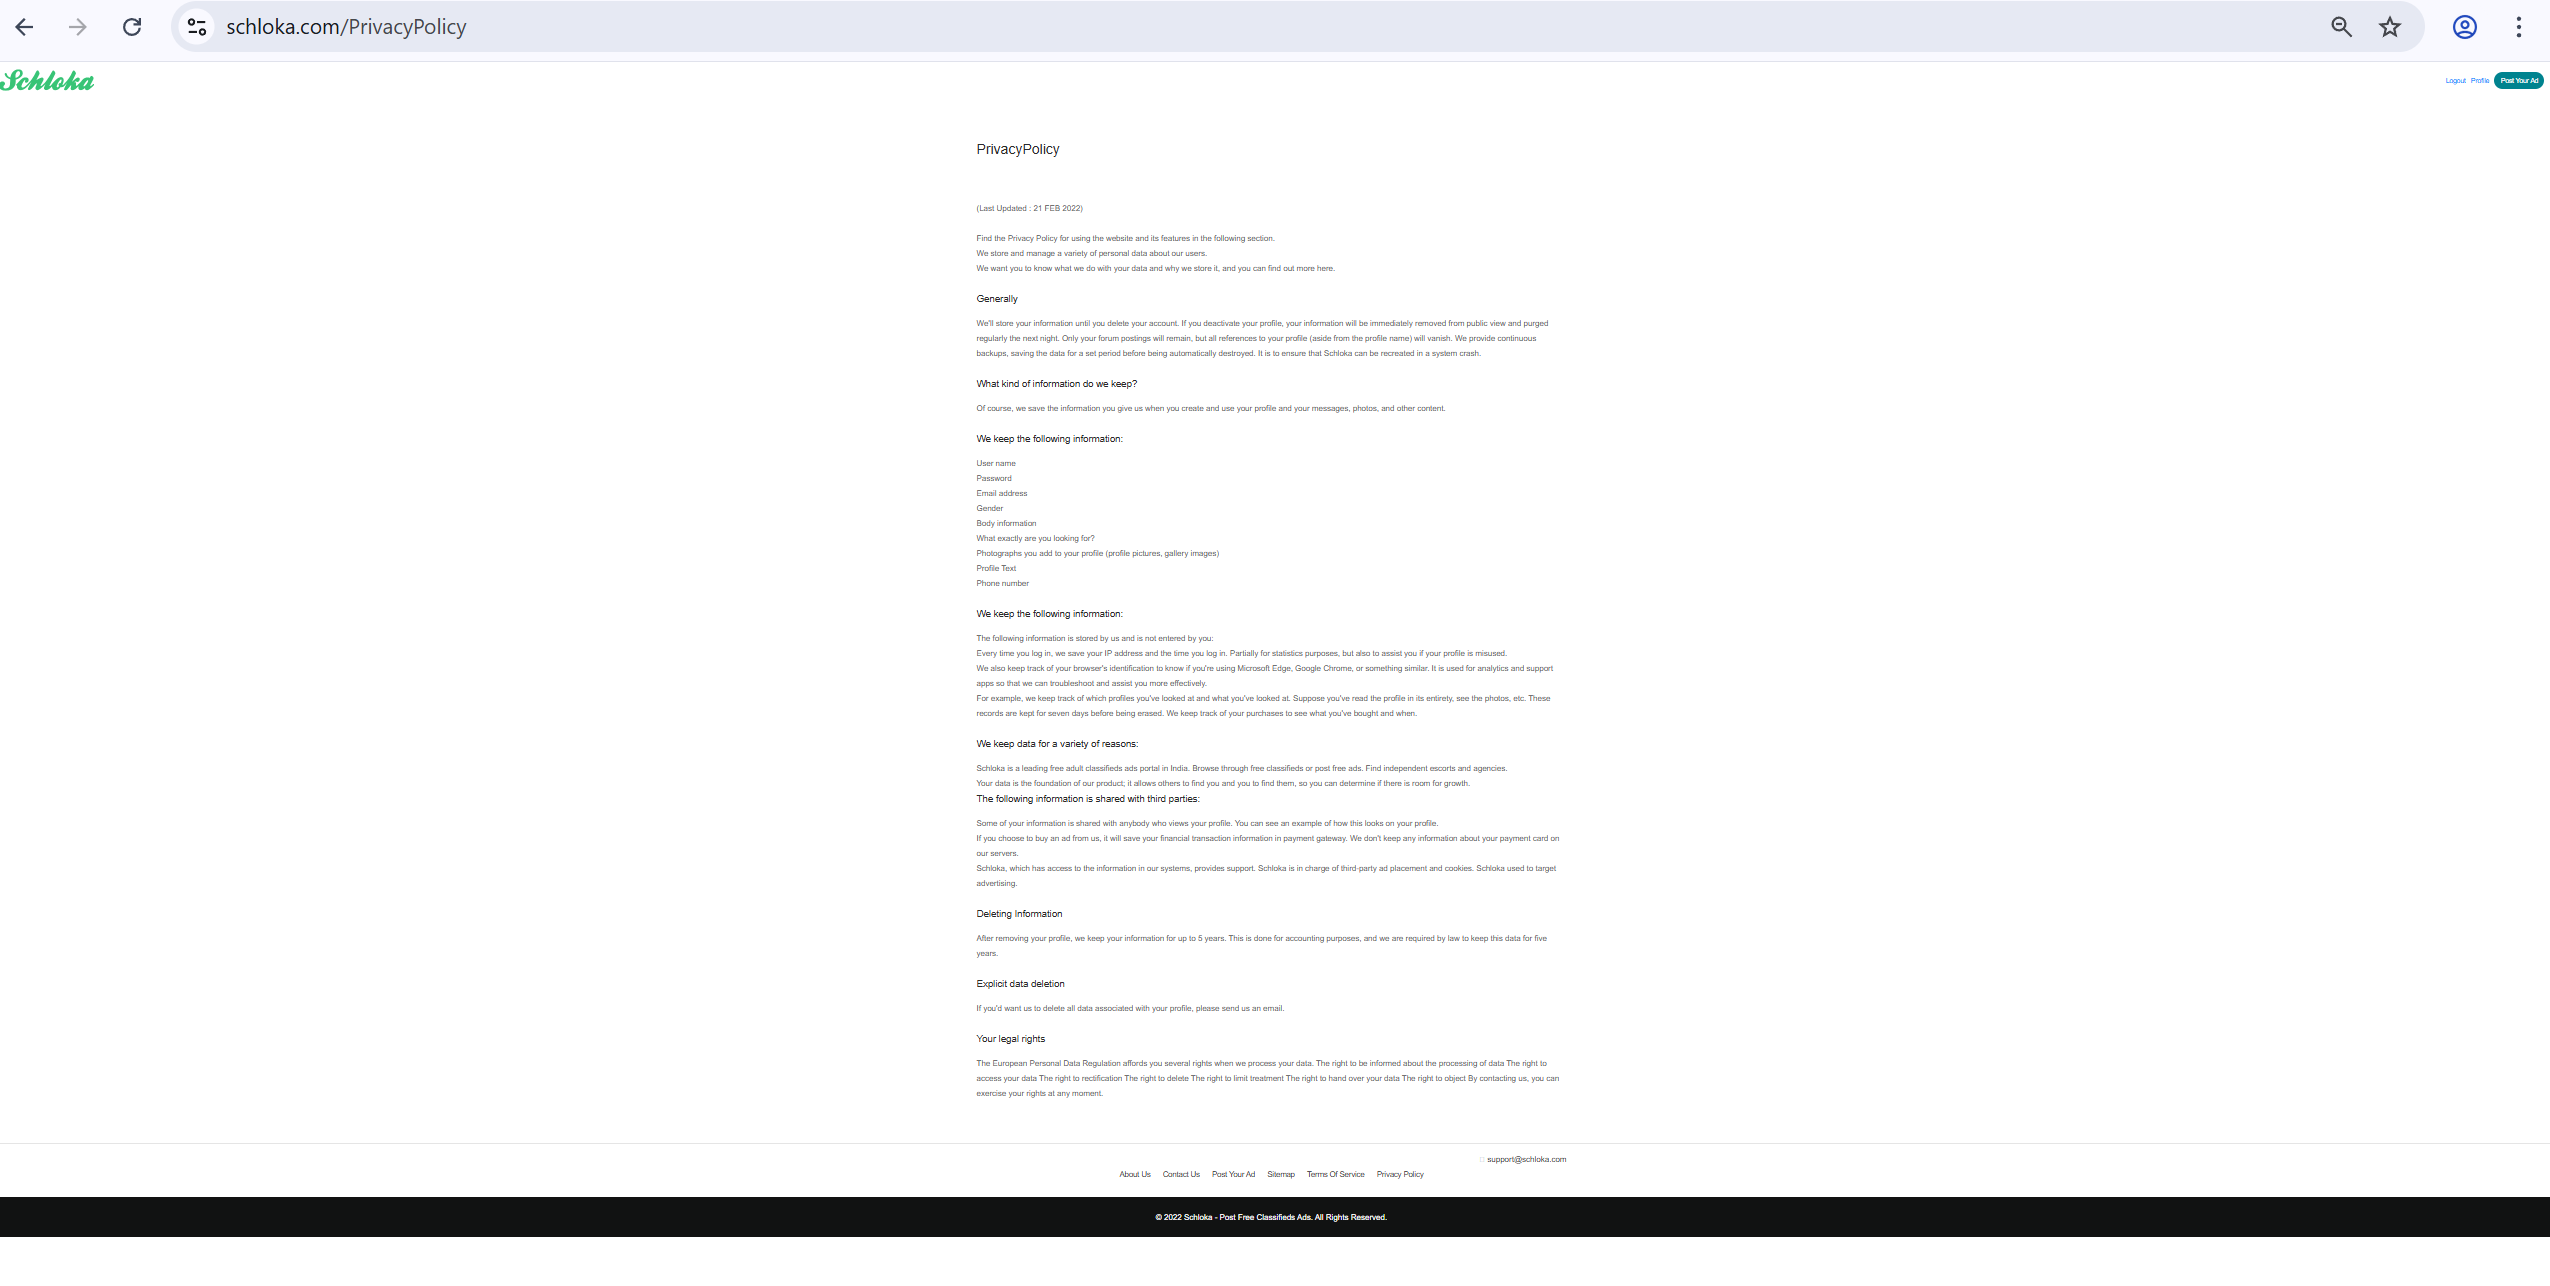 schloka.com/PrivacyPolicy
Schloka
Logout Profile Post Your Ad
PrivacyPolicy
(Last Updated : 21 FEB 2022)
Find the Privacy Policy for using the website and its features in the following section.
We store and manage a variety of personal data about our users.
We want you to know what we do with your data and why we store it, and you can find out more here.
Generally
We'll store your information until you delete your account. If you deactivate your profile, your information will be immediately removed from public view and purged
regularly the next night. Only your forum postings will remain, but all references to your profile (aside from the profile name) will vanish. We provide continuous
backups, saving the data for a set period before being automatically destroyed. It is to ensure that Schloka can be recreated in a system crash.
What kind of information do we keep?
Of course, we save the information you give us when you create and use your profile and your messages, photos, and other content.
We keep the following information:
User name
Password
Email address
Gender
Body information
What exactly are you looking for?
Photographs you add to your profile (profile pictures, gallery images)
Profile Text
Phone number
We keep the following information:
The following information is stored by us and is not entered by you:
Every time you log in, we save your IP address and the time you log in. Partially for statistics purposes, but also to assist you if your profile is misused.
We also keep track of your browser's identification to know if you're using Microsoft Edge, Google Chrome, or something similar. It is used for analytics and support
apps so that we can troubleshoot and assist you more effectively.
For example, we keep track of which profiles you've looked at and what you've looked at. Suppose you've read the profile in its entirety, see the photos, etc. These
records are kept for seven days before being erased. We keep track of your purchases to see what you've bought and when.
We keep data for a variety of reasons:
Schloka is a leading free adult classifieds ads portal in India. Browse through free classifieds or post free ads. Find independent escorts and agencies.
Your data is the foundation of our product; it allows others to find you and you to find them, so you can determine if there is room for growth.
The following information is shared with third parties:
Some of your information is shared with anybody who views your profile. You can see an example of how this looks on your profile.
If you choose to buy an ad from us, it will save your financial transaction information in payment gateway. We don't keep any information about your payment card on
our servers.
Schloka, which has access to the information in our systems, provides support. Schloka is in charge of third-party ad placement and cookies. Schloka used to target
advertising.
Deleting Information
After removing your profile, we keep your information for up to 5 years. This is done for accounting purposes, and we are required by law to keep this data for five
years.
Explicit data deletion
If you'd want us to delete all data associated with your profile, please send us an email.
Your legal rights
The European Personal Data Regulation affords you several rights when we process your data. The right to be informed about the processing of data The right to
access your data The right to rectification The right to delete The right to limit treatment The right to hand over your data The right to object By contacting us, you can
exercise your rights at any moment.
support@schloka.com
About Us Contact Us Post Your Ad Sitemap Terms Of Service Privacy Policy
© 2022 Schloka - Post Free Classifieds Ads. All Rights Reserved.